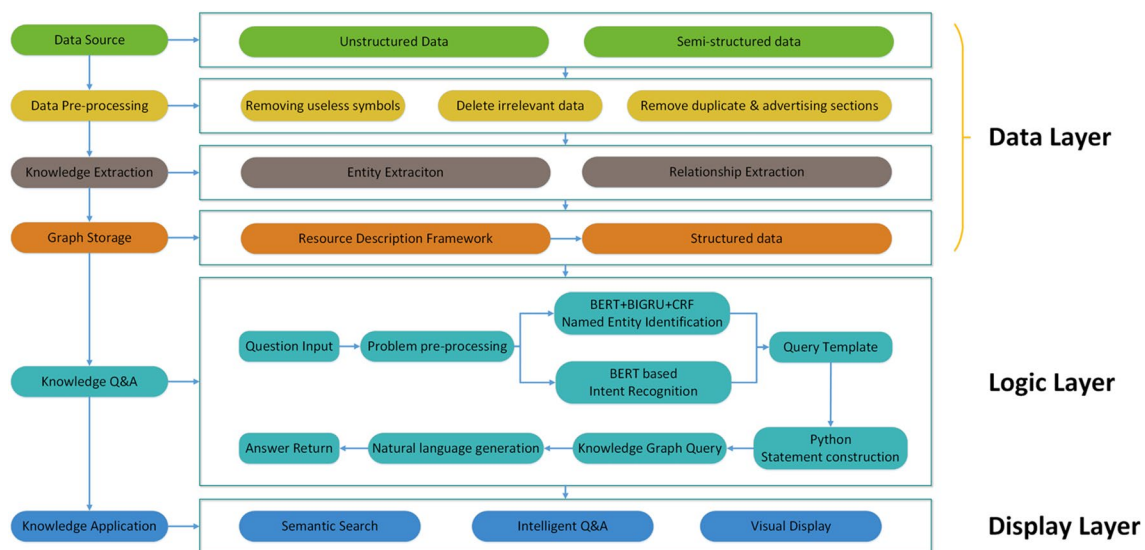 Data Source
Unstructured Data
Semi-structured data
Data Pre-processing
Removing useless symbols
Delete irrelevant data
Remove duplicate & advertising sections
Data Layer
Knowledge Extraction
Entity Extraciton
Relationship Extraction
Graph Storage
Resource Description Framework
Structured data
Knowledge Q&A
Question Input
Problem pre-processing
BERT+BIGRU+CRF
Named Entity Identification
BERT based
Intent Recognition
Query Template
Python
Statement construction
Knowledge Graph Query
Natural language generation
Answer Return
Logic Layer
Knowledge Application
Semantic Search
Intelligent Q&A
Visual Display
Display Layer